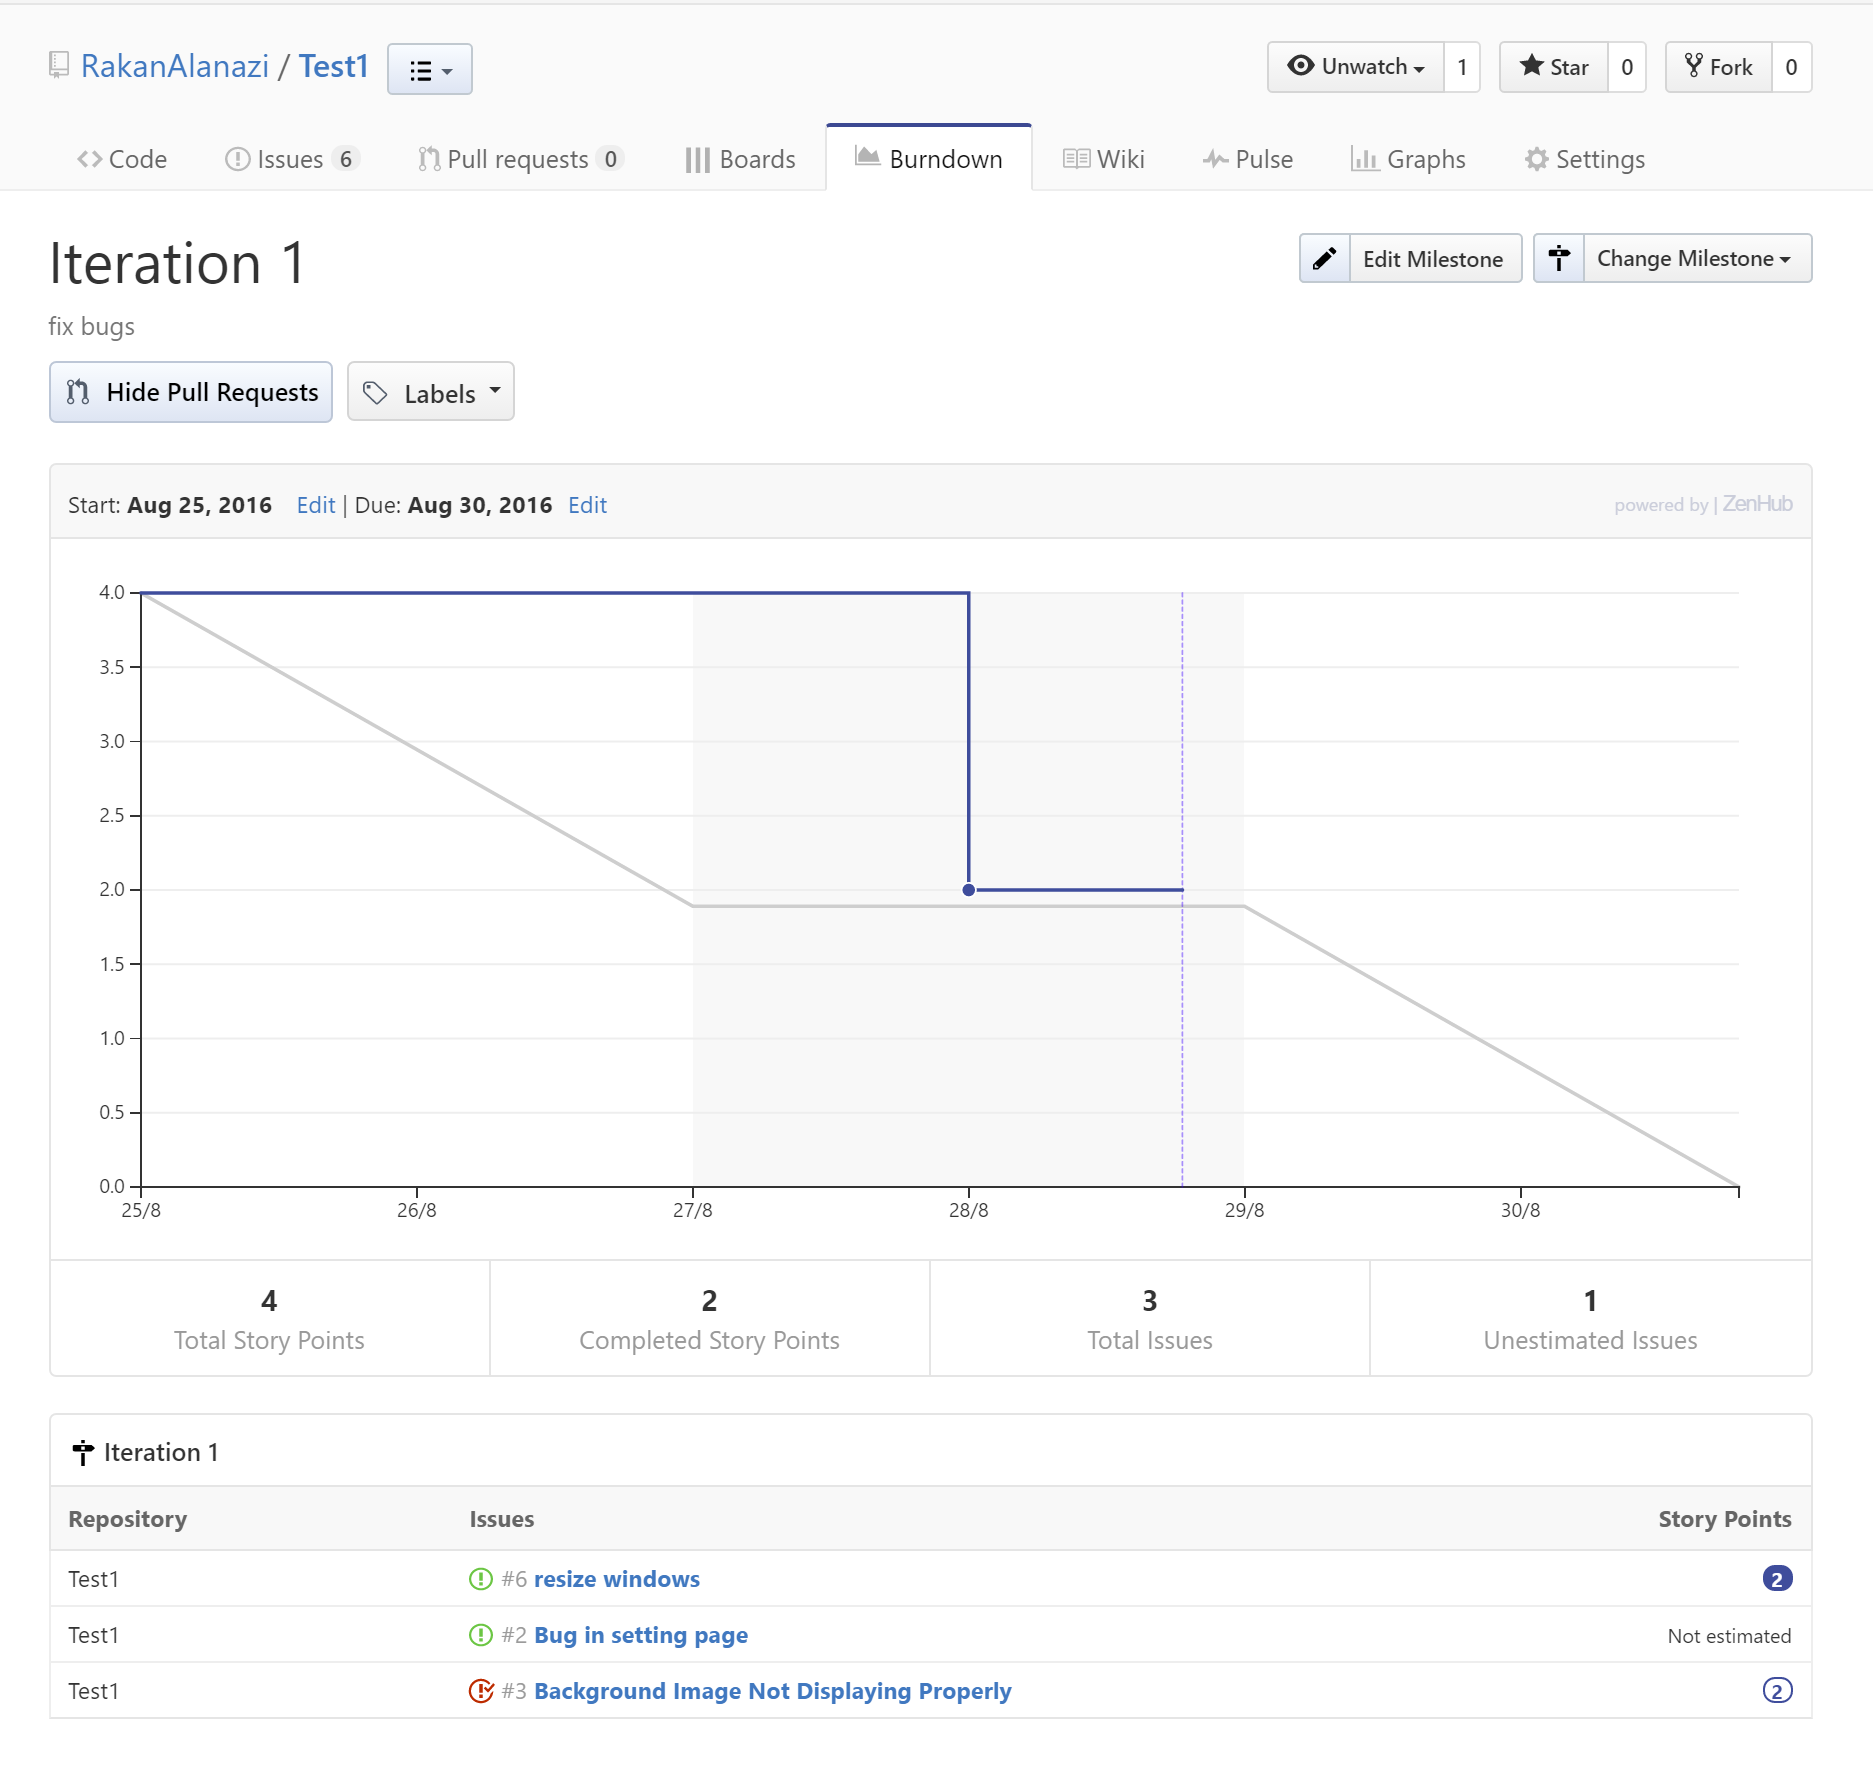 RakanAlanazi / Test1
Unwatch 1 Star 0 Fork 0
Code Issues 6 Pull requests 0 Boards Burndown Wiki Pulse Graphs Settings
Iteration 1
Edit Milestone Change Milestone
fix bugs
Hide Pull Requests Labels
Start: Aug 25, 2016 Edit | Due: Aug 30, 2016 Edit
powered by | ZenHub
4.0
3.5
3.0
2.5
2.0
1.5
1.0
0.5
0.0
25/8 26/8 27/8 28/8 29/8 30/8
4 2 3 1
Total Story Points Completed Story Points Total Issues Unestimated Issues
Iteration 1
Repository Issues Story Points
Test1 #6 resize windows 2
Test1 #2 Bug in setting page Not estimated
Test1 #3 Background Image Not Displaying Properly 2